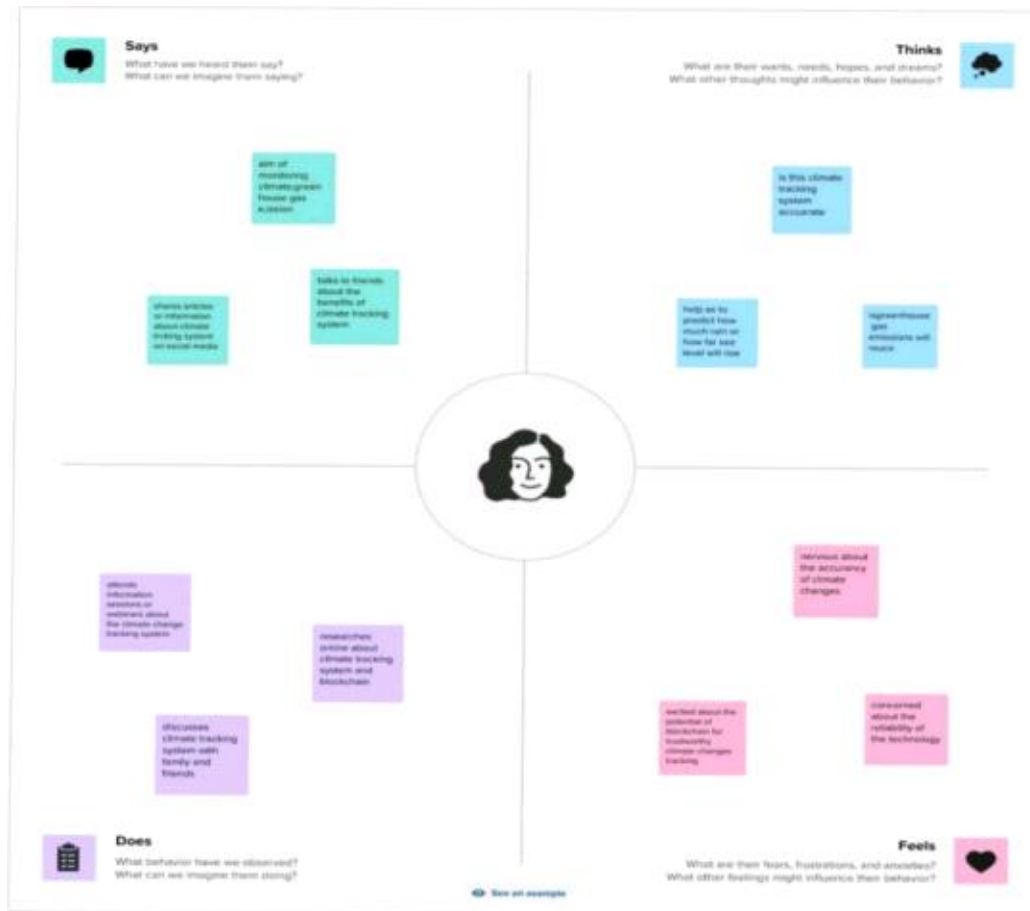 Says
What have we heard them say?
What can we imagine them saying?
Thinks
What are their wants, needs, hopes, and dreams?
What other thoughts might influence their behavior?
aim of
monitoring
climate,green
house gas
talks to friends
about the
benefits of
climate tracking
system
shares articles
or information
about climate
on social media
is this climate
tracking
system
help as to
predict how
much rain or
how far sea
level will rise
gas
emissions will
attends
information
sessions or
webinars about
the climate change
tracking system
researches
online about
climate tracking
system and
blockchain
discusses
climate tracking
system with
family and
friends
nervous about
the accurancy
of climate
changes
excited about the
potential of
blockchain for
trustworthy
climate changes
tracking
concerned
about the
reliability of
the technology
Does
What behavior have we observed?
What can we imagine them doing?
Feels
What are their fears, frustrations, and anxieties?
What other feelings might influence their behavior?
See an example